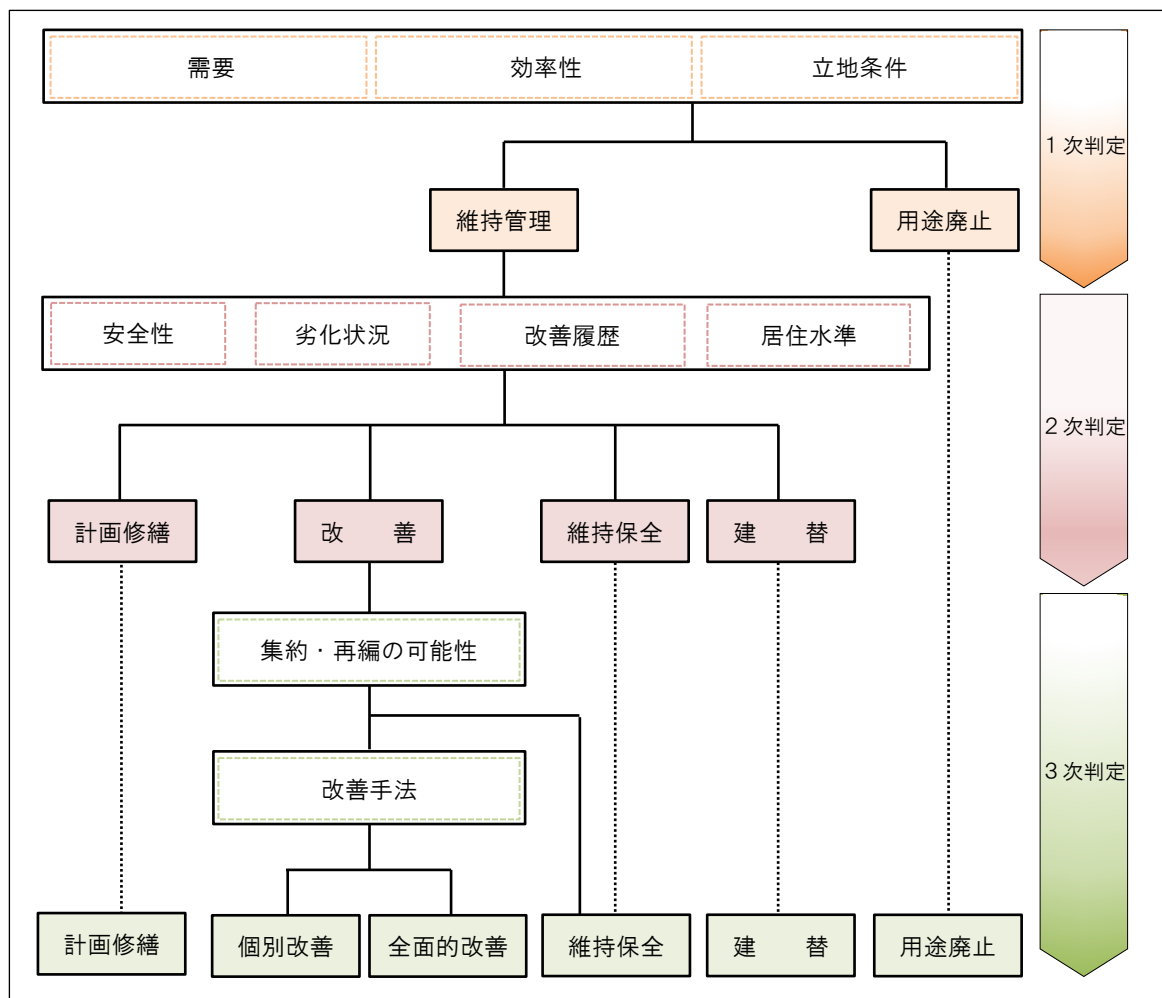 需要
効率性
立地条件
１次判定
維持管理
用途廃止
安全性
劣化状況
改善履歴
居住水準
２次判定
計画修繕
改　　善
維持保全
建　　替
集約・再編の可能性
改善手法
３次判定
計画修繕
個別改善
全面的改善
維持保全
建　　替
用途廃止